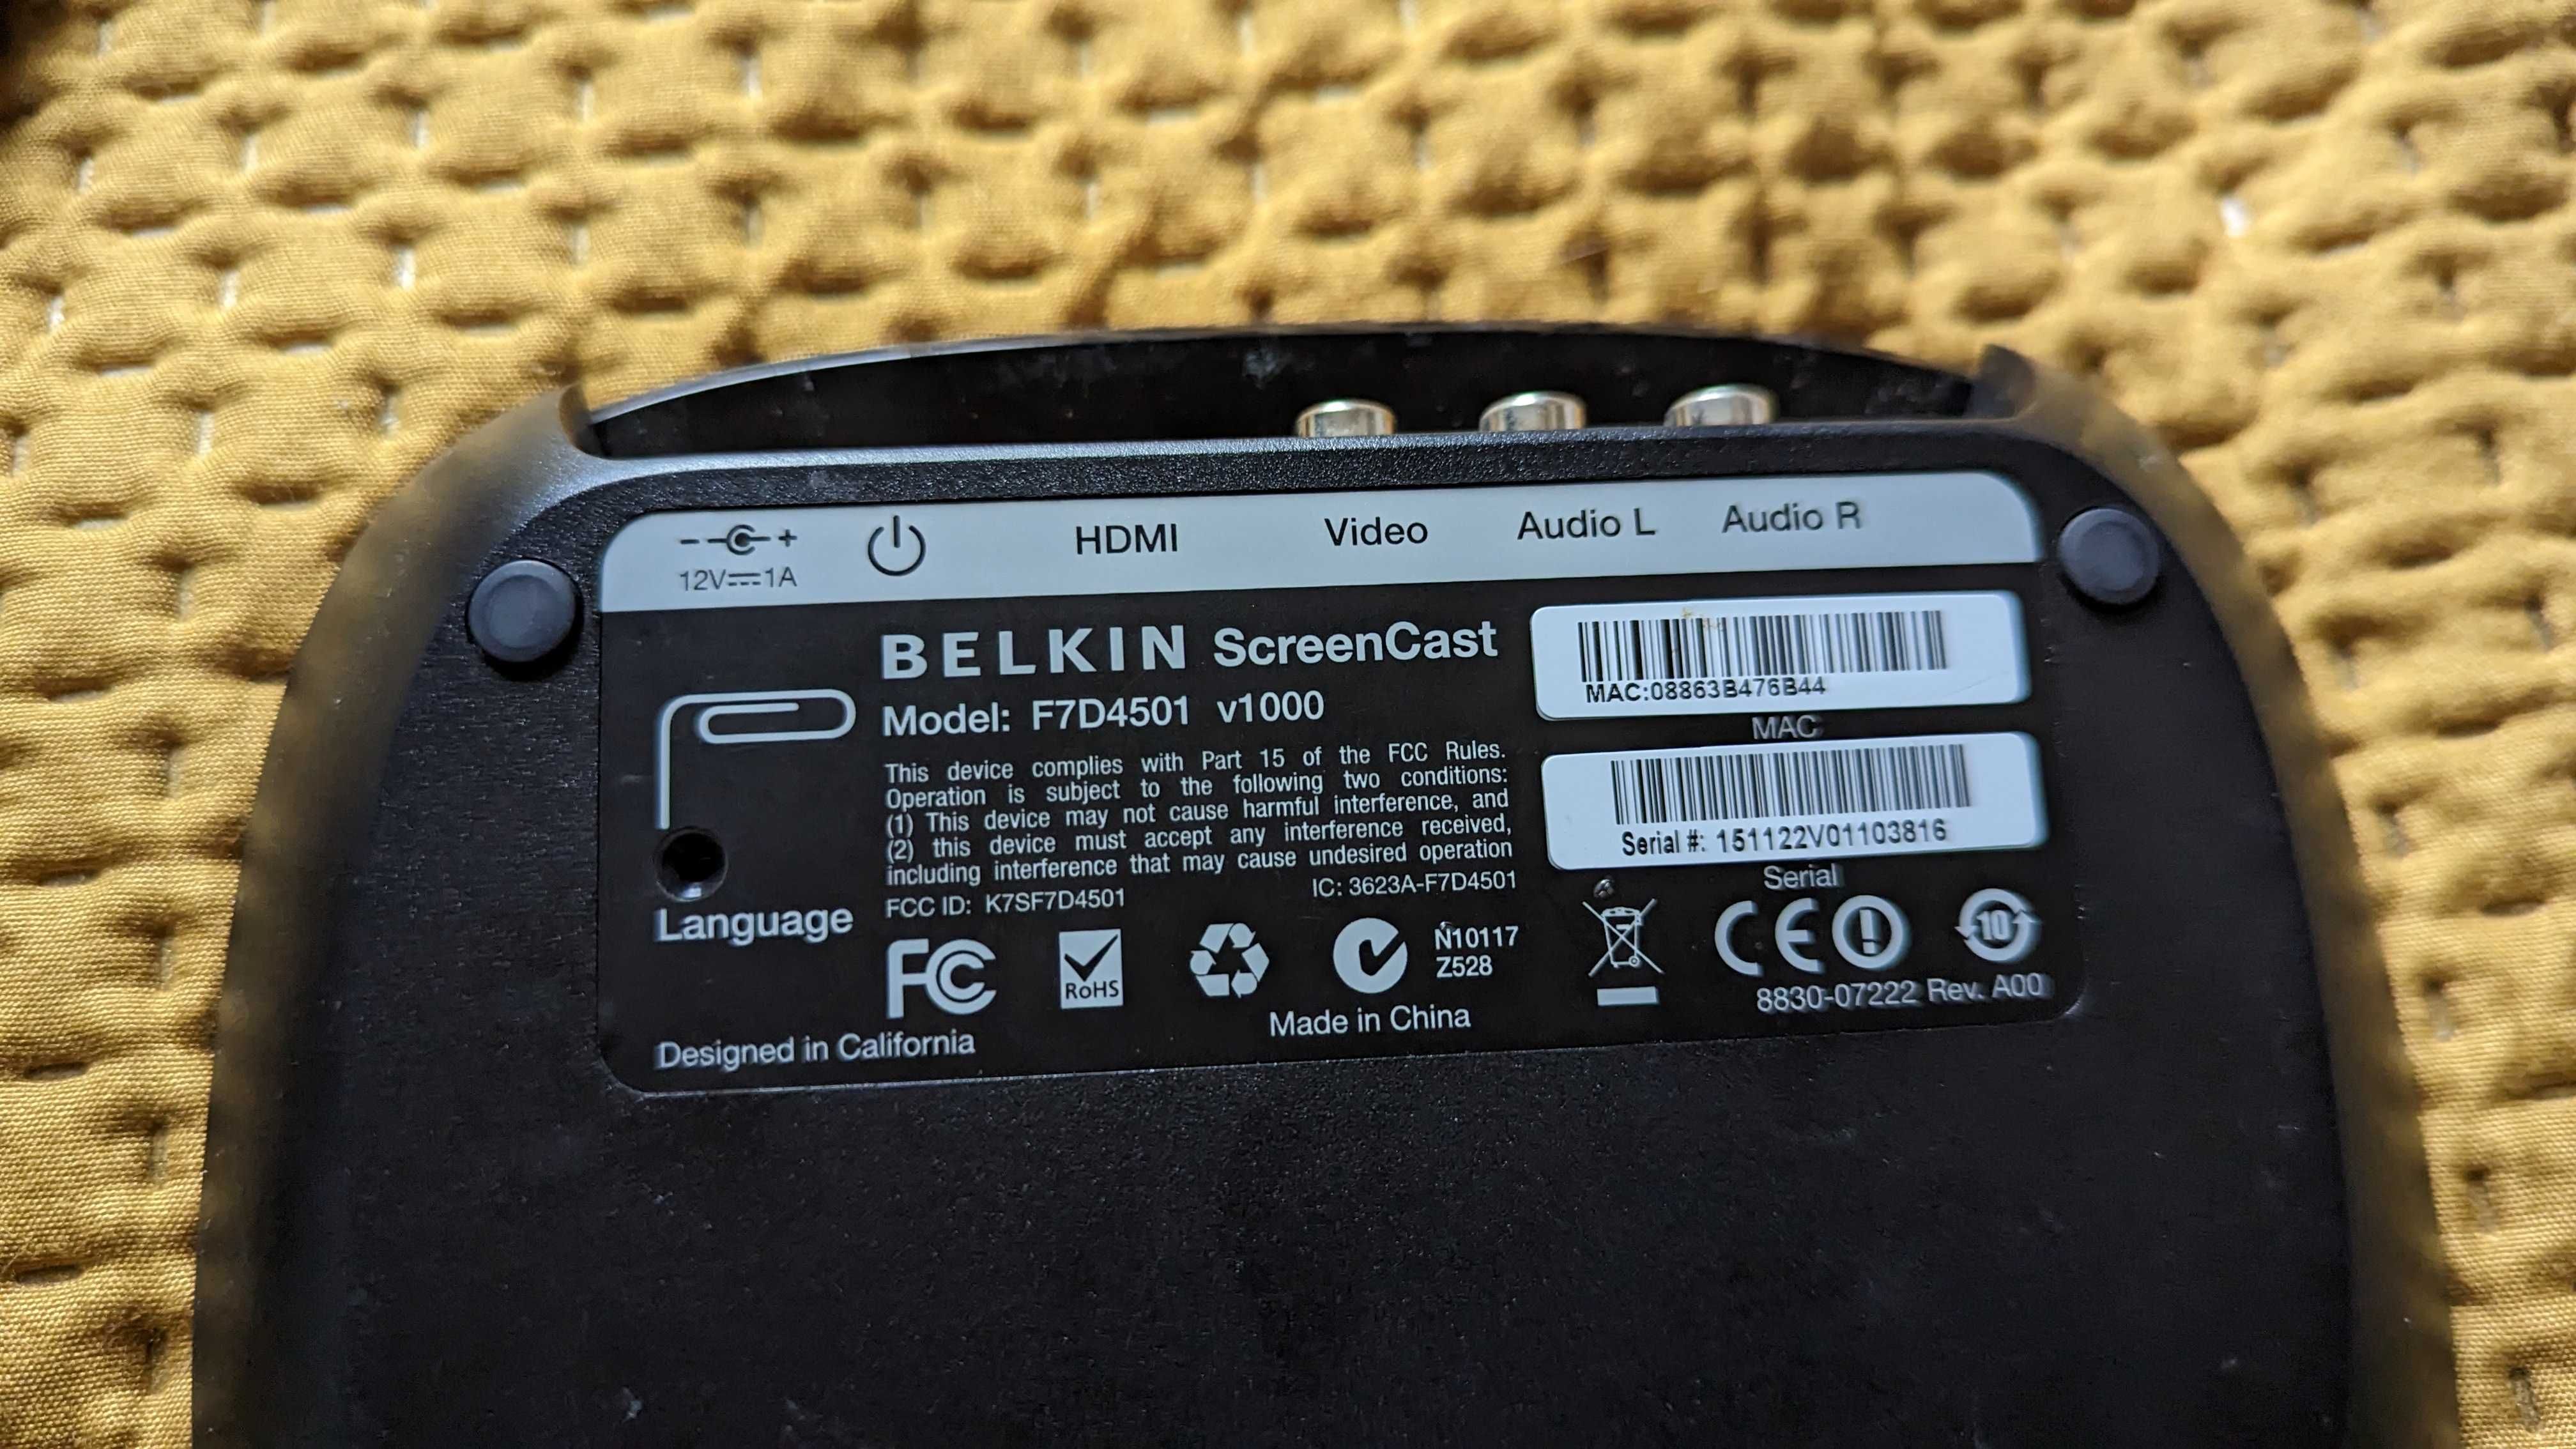 HDMI Video Audio L Audio R
12V⎓1A
BELKIN ScreenCast
Model: F7D4501 v1000
This device complies with Part 15 of the FCC Rules.
Operation is subject to the following two conditions:
(1) This device may not cause harmful interference, and
(2) this device must accept any interference received,
including interference that may cause undesired operation
FCC ID: K7SF7D4501 IC: 3623A-F7D4501
MAC:08863B476B44
MAC
Serial #: 151122V01103816
Serial
Language
FC RoHS N10117
Z528
CE 10
8830-07222 Rev. A00
Designed in California
Made in China